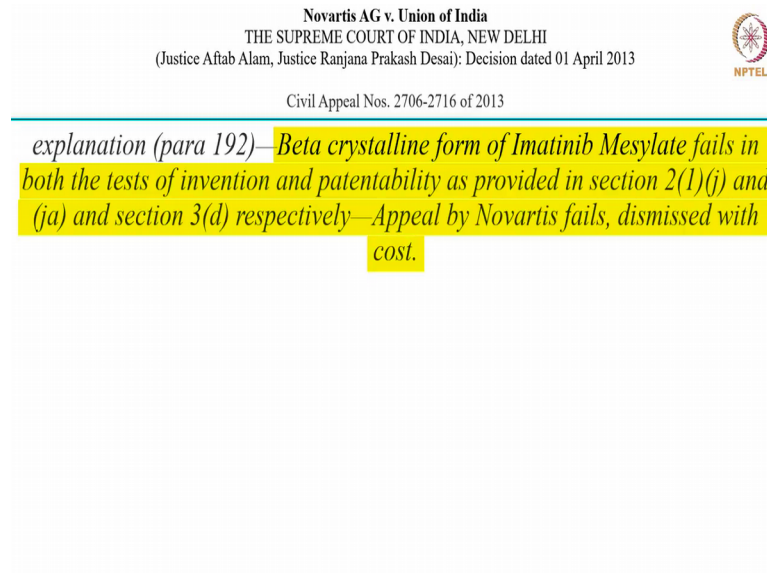 Novartis AG v. Union of India
THE SUPREME COURT OF INDIA, NEW DELHI
(Justice Aftab Alam, Justice Ranjana Prakash Desai): Decision dated 01 April 2013
NPTEL
Civil Appeal Nos. 2706-2716 of 2013
explanation (para 192)—Beta crystalline form of Imatinib Mesylate fails in
both the tests of invention and patentability as provided in section 2(1)(j) and
(ja) and section 3(d) respectively—Appeal by Novartis fails, dismissed with
cost.